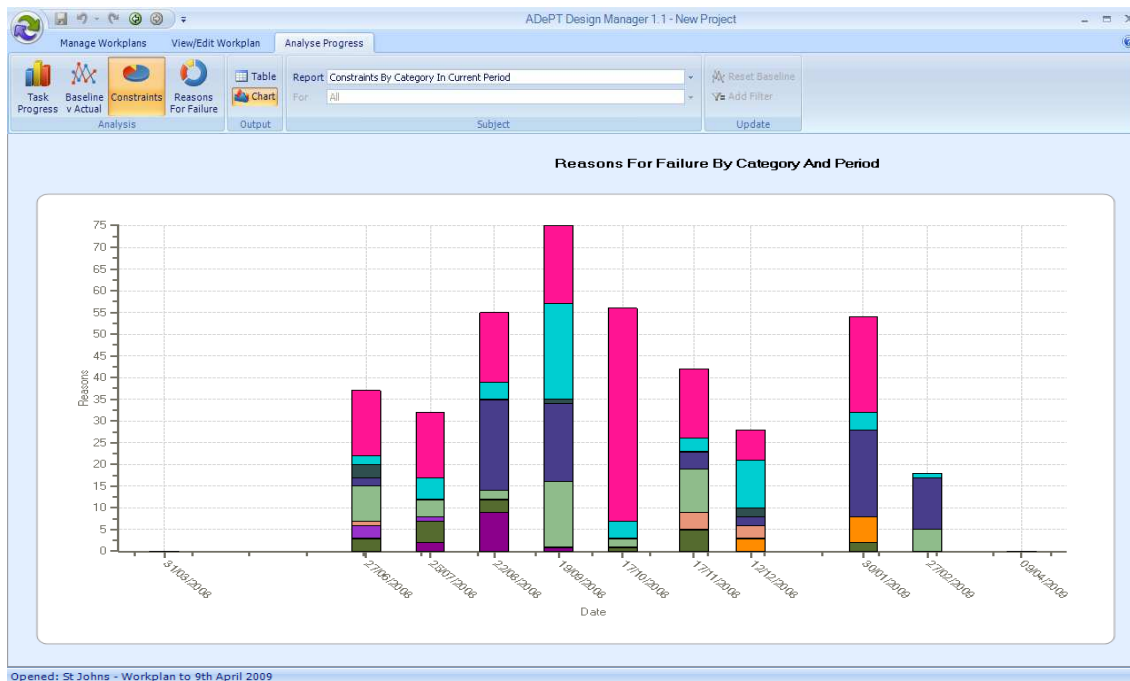 ADePT Design Manager 1.1 - New Project
Manage Workplans View/Edit Workplan Analyse Progress
Task Progress
Baseline v Actual
Constraints
Reasons For Failure
Analysis
Table
Chart
Output
Report Constraints By Category In Current Period
For All
Subject
Reset Baseline
Add Filter
Update
Reasons For Failure By Category And Period
75
70
65
60
55
50
45
40
35
30
25
20
15
10
5
0
Reasons
31/03/2008
27/06/2008
25/07/2008
22/08/2008
19/09/2008
17/10/2008
17/11/2008
12/12/2008
30/01/2009
27/02/2009
09/04/2009
Date
Opened: St Johns - Workplan to 9th April 2009